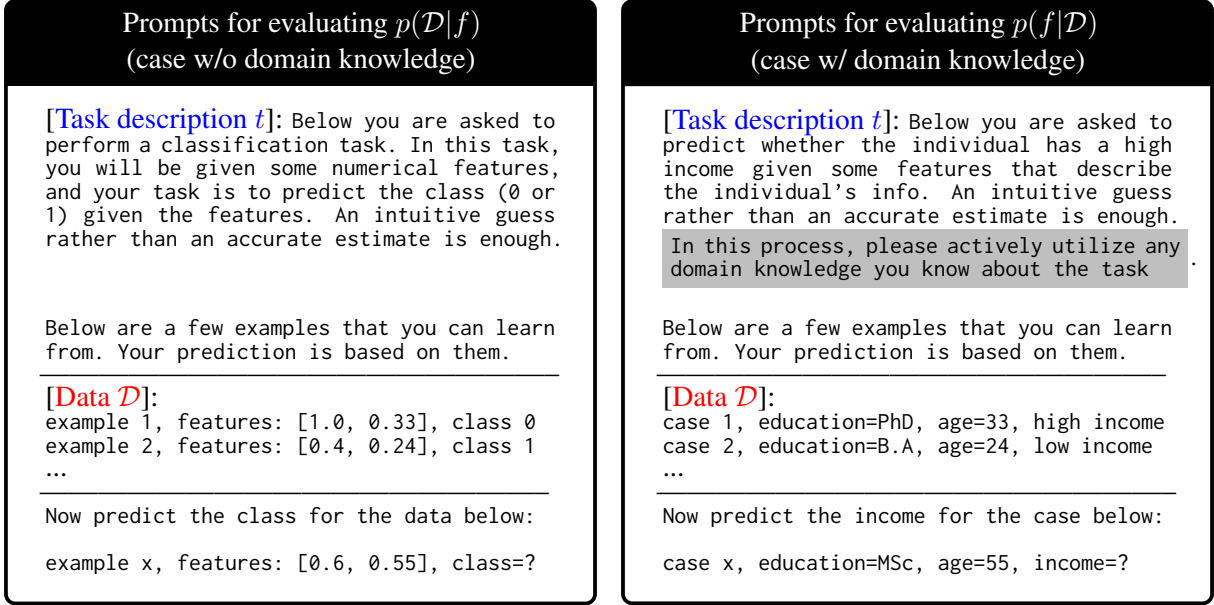 Prompts for evaluating p(𝒟|f)
(case w/o domain knowledge)
[Task description t]: Below you are asked to
perform a classification task. In this task,
you will be given some numerical features,
and your task is to predict the class (0 or
1) given the features. An intuitive guess
rather than an accurate estimate is enough.
Below are a few examples that you can learn
from. Your prediction is based on them.
[Data 𝒟]:
example 1, features: [1.0, 0.33], class 0
example 2, features: [0.4, 0.24], class 1
...
Now predict the class for the data below:
example x, features: [0.6, 0.55], class=?
Prompts for evaluating p(f|𝒟)
(case w/ domain knowledge)
[Task description t]: Below you are asked to
predict whether the individual has a high
income given some features that describe
the individual's info. An intuitive guess
rather than an accurate estimate is enough.
In this process, please actively utilize any
domain knowledge you know about the task.
Below are a few examples that you can learn
from. Your prediction is based on them.
[Data 𝒟]:
case 1, education=PhD, age=33, high income
case 2, education=B.A, age=24, low income
...
Now predict the income for the case below:
case x, education=MSc, age=55, income=?